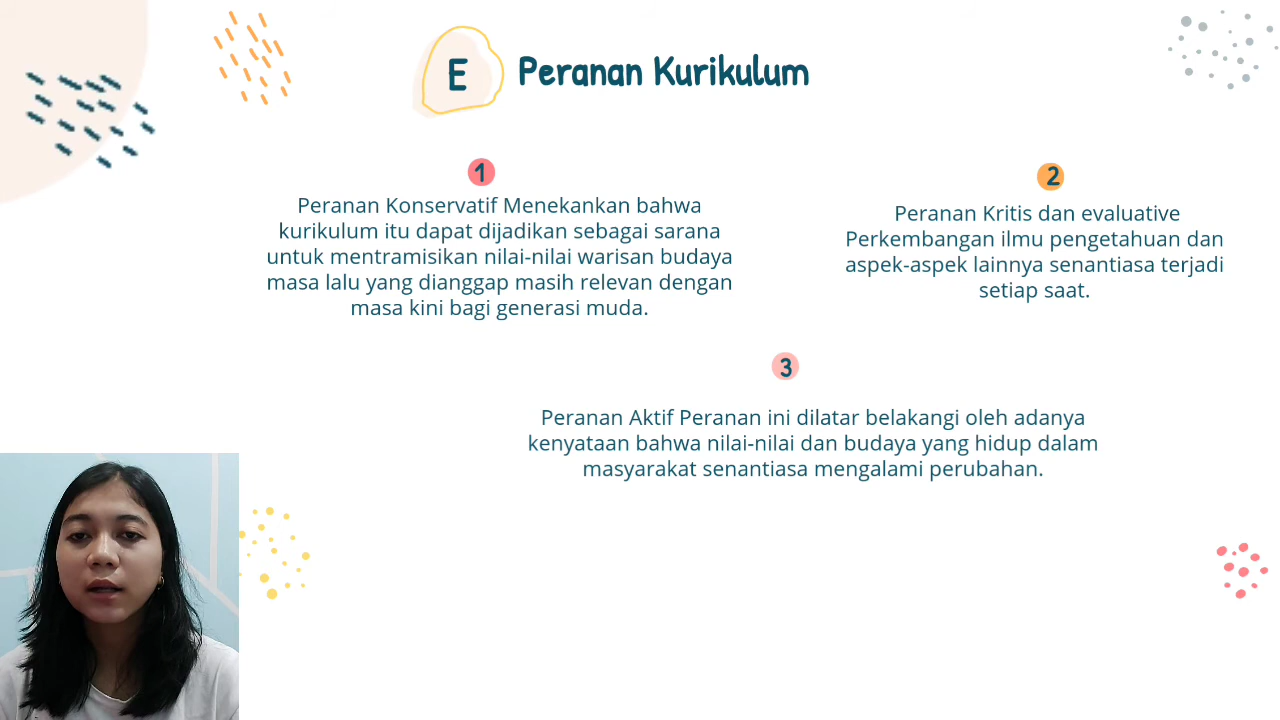 E
Peranan Kurikulum
1
Peranan Konservatif Menekankan bahwa
kurikulum itu dapat dijadikan sebagai sarana
untuk mentramisikan nilai-nilai warisan budaya
masa lalu yang dianggap masih relevan dengan
masa kini bagi generasi muda.
2
Peranan Kritis dan evaluative
Perkembangan ilmu pengetahuan dan
aspek-aspek lainnya senantiasa terjadi
setiap saat.
3
Peranan Aktif Peranan ini dilatar belakangi oleh adanya
kenyataan bahwa nilai-nilai dan budaya yang hidup dalam
masyarakat senantiasa mengalami perubahan.